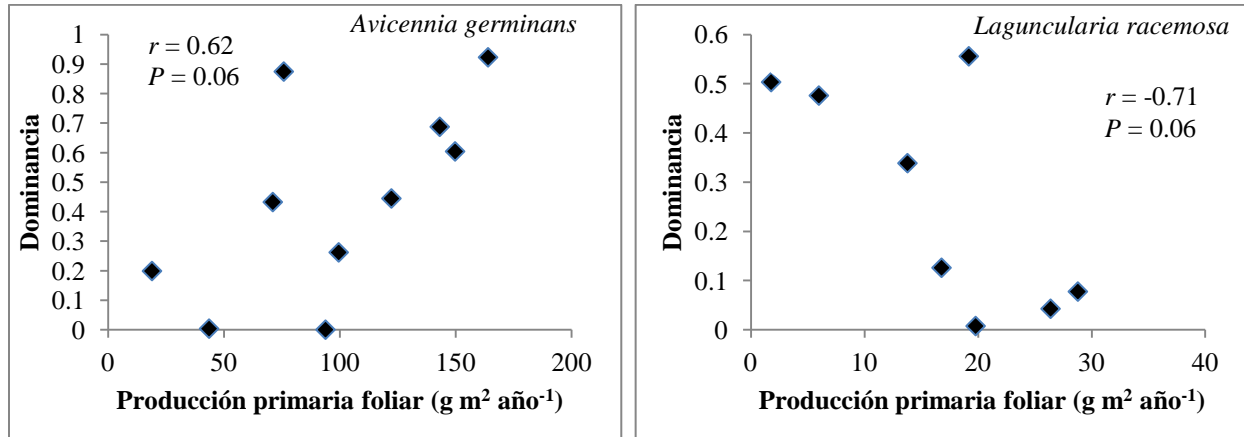 Avicennia germinans
r = 0.62
P = 0.06
Dominancia
1
0.9
0.8
0.7
0.6
0.5
0.4
0.3
0.2
0.1
0
0 50 100 150 200
Producción primaria foliar (g m² año⁻¹)
Laguncularia racemosa
r = -0.71
P = 0.06
Dominancia
0.6
0.5
0.4
0.3
0.2
0.1
0
0 10 20 30 40
Producción primaria foliar (g m² año⁻¹)